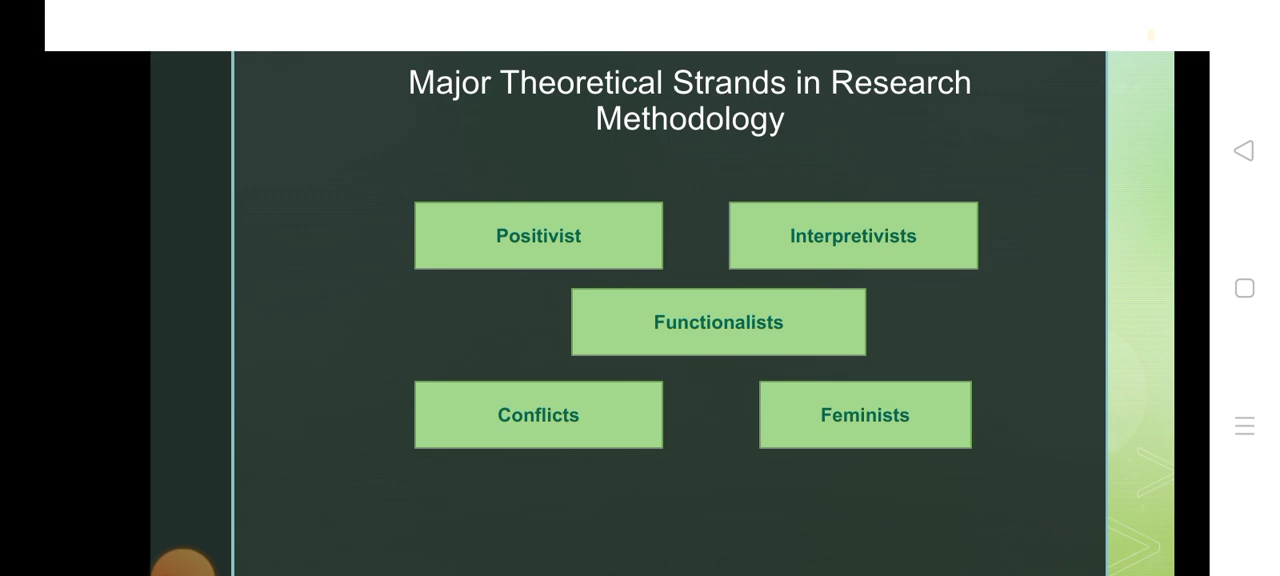 Major Theoretical Strands in Research
Methodology
Positivist
Interpretivists
Functionalists
Conflicts
Feminists